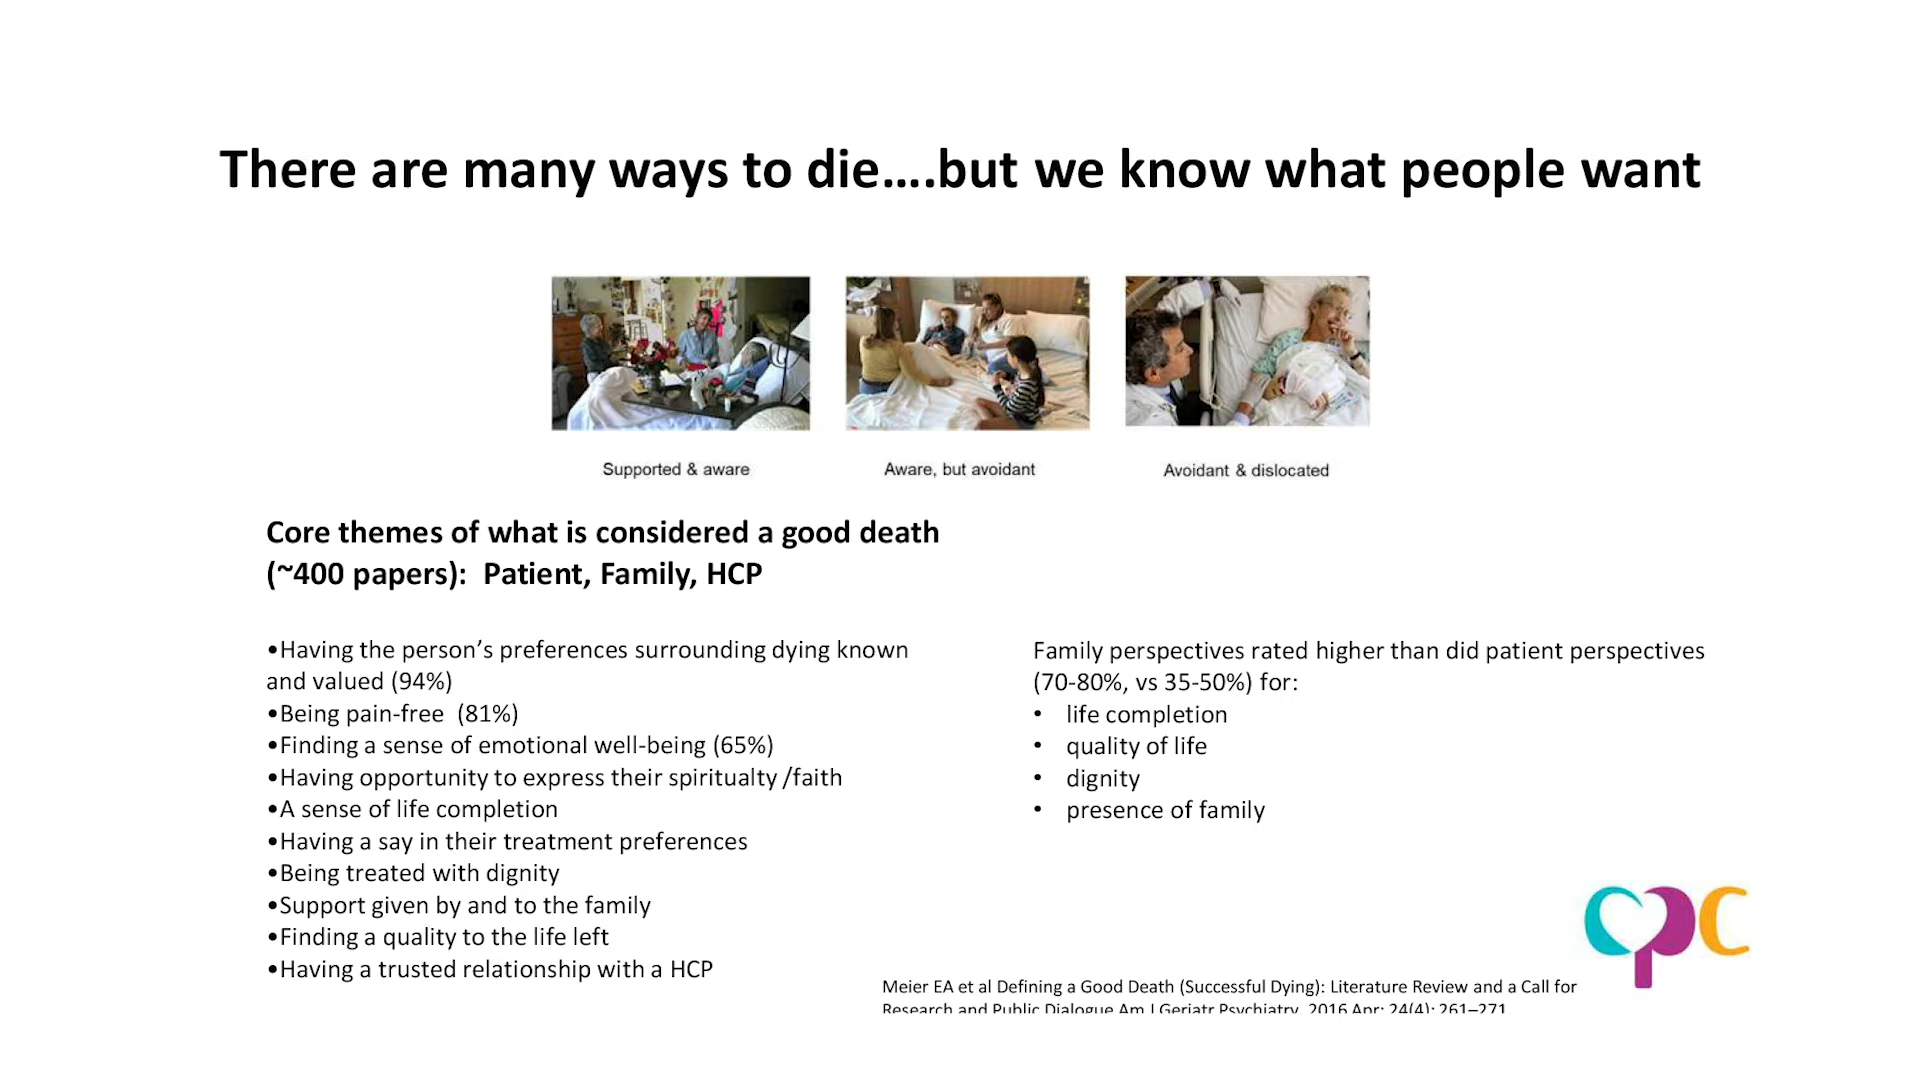 There are many ways to die....but we know what people want
Supported & aware
Aware, but avoidant
Avoidant & dislocated
Core themes of what is considered a good death
(~400 papers):  Patient, Family, HCP
•Having the person’s preferences surrounding dying known
and valued (94%)
•Being pain-free  (81%)
•Finding a sense of emotional well-being (65%)
•Having opportunity to express their spiritualty /faith
•A sense of life completion
•Having a say in their treatment preferences
•Being treated with dignity
•Support given by and to the family
•Finding a quality to the life left
•Having a trusted relationship with a HCP
Family perspectives rated higher than did patient perspectives
(70-80%, vs 35-50%) for:
• life completion
• quality of life
• dignity
• presence of family
cpc
Meier EA et al Defining a Good Death (Successful Dying): Literature Review and a Call for
Research and Public Dialogue Am J Geriatr Psychiatry. 2016 Apr; 24(4): 261–271